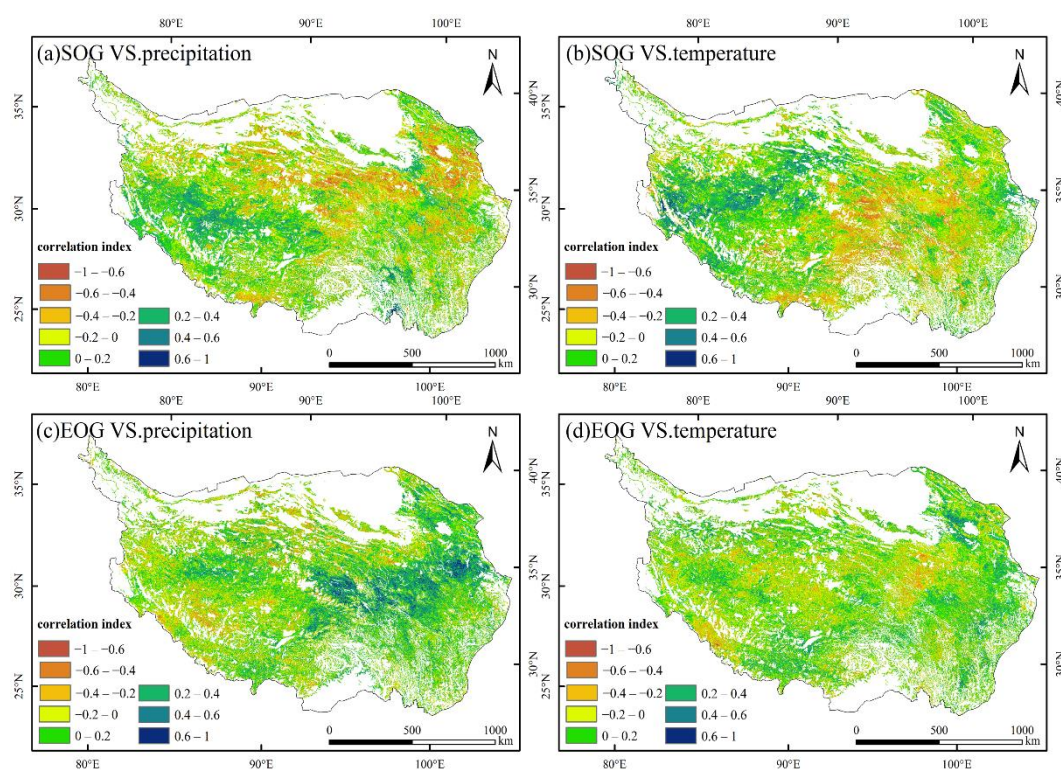 80°E 90°E 100°E 80°E 90°E 100°E
(a)SOG VS.precipitation
N
35°N
30°N
25°N
40°N
35°N
30°N
correlation index
−1 – −0.6
−0.6 – −0.4
−0.4 – −0.2
−0.2 – 0
0 – 0.2
0.2 – 0.4
0.4 – 0.6
0.6 – 1
0 500 1000
km
(b)SOG VS.temperature
N
35°N
30°N
25°N
40°N
35°N
30°N
correlation index
−1 – −0.6
−0.6 – −0.4
−0.4 – −0.2
−0.2 – 0
0 – 0.2
0.2 – 0.4
0.4 – 0.6
0.6 – 1
0 500 1000
km
80°E 90°E 100°E 80°E 90°E 100°E
80°E 90°E 100°E 80°E 90°E 100°E
(c)EOG VS.precipitation
N
35°N
30°N
25°N
40°N
35°N
30°N
correlation index
−1 – −0.6
−0.6 – −0.4
−0.4 – −0.2
−0.2 – 0
0 – 0.2
0.2 – 0.4
0.4 – 0.6
0.6 – 1
0 500 1000
km
(d)EOG VS.temperature
N
35°N
30°N
25°N
40°N
35°N
30°N
correlation index
−1 – −0.6
−0.6 – −0.4
−0.4 – −0.2
−0.2 – 0
0 – 0.2
0.2 – 0.4
0.4 – 0.6
0.6 – 1
0 500 1000
km
80°E 90°E 100°E 80°E 90°E 100°E